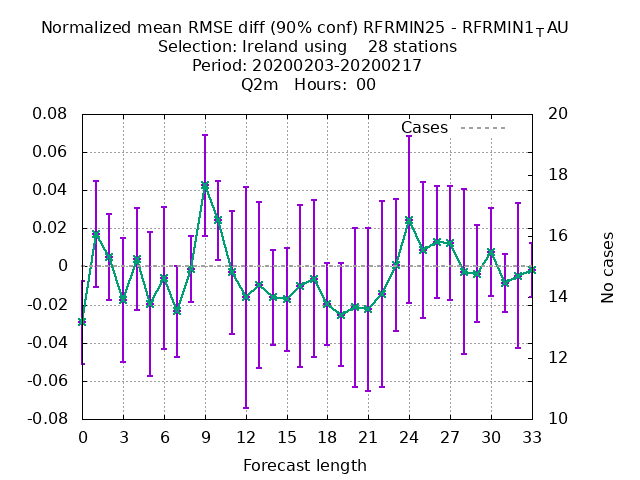 Normalized mean RMSE diff (90% conf) RFRMIN25 - RFRMIN1_TAU
Selection: Ireland using    28 stations
Period: 20200203-20200217
Q2m   Hours:  00
Cases
0.08
0.06
0.04
0.02
0
-0.02
-0.04
-0.06
-0.08
20
18
16
14
12
10
No cases
0 3 6 9 12 15 18 21 24 27 30 33
Forecast length